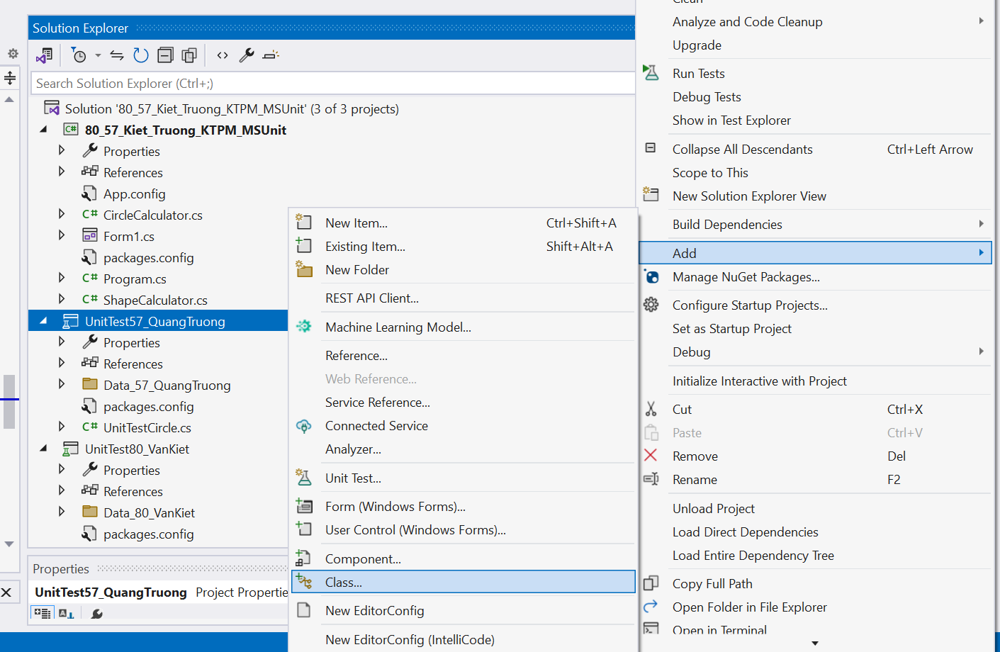 Solution Explorer
Search Solution Explorer (Ctrl+;)
Solution '80_57_Kiet_Truong_KTPM_MSUnit' (3 of 3 projects)
C# 80_57_Kiet_Truong_KTPM_MSUnit
Properties
References
App.config
C# CircleCalculator.cs
Form1.cs
packages.config
C# Program.cs
C# ShapeCalculator.cs
UnitTest57_QuangTruong
Properties
References
Data_57_QuangTruong
packages.config
C# UnitTestCircle.cs
UnitTest80_VanKiet
Properties
References
Data_80_VanKiet
packages.config
Properties
UnitTest57_QuangTruong Project Propertie
New Item... Ctrl+Shift+A
Existing Item... Shift+Alt+A
New Folder
REST API Client...
Machine Learning Model...
Reference...
Web Reference...
Service Reference...
Connected Service
Analyzer...
Unit Test...
Form (Windows Forms)...
User Control (Windows Forms)...
Component...
Class...
New EditorConfig
New EditorConfig (IntelliCode)
Clean
Analyze and Code Cleanup
Upgrade
Run Tests
Debug Tests
Show in Test Explorer
Collapse All Descendants Ctrl+Left Arrow
Scope to This
New Solution Explorer View
Build Dependencies
Add
Manage NuGet Packages...
Configure Startup Projects...
Set as Startup Project
Debug
Initialize Interactive with Project
Cut Ctrl+X
Paste Ctrl+V
Remove Del
Rename F2
Unload Project
Load Direct Dependencies
Load Entire Dependency Tree
Copy Full Path
Open Folder in File Explorer
Open in Terminal